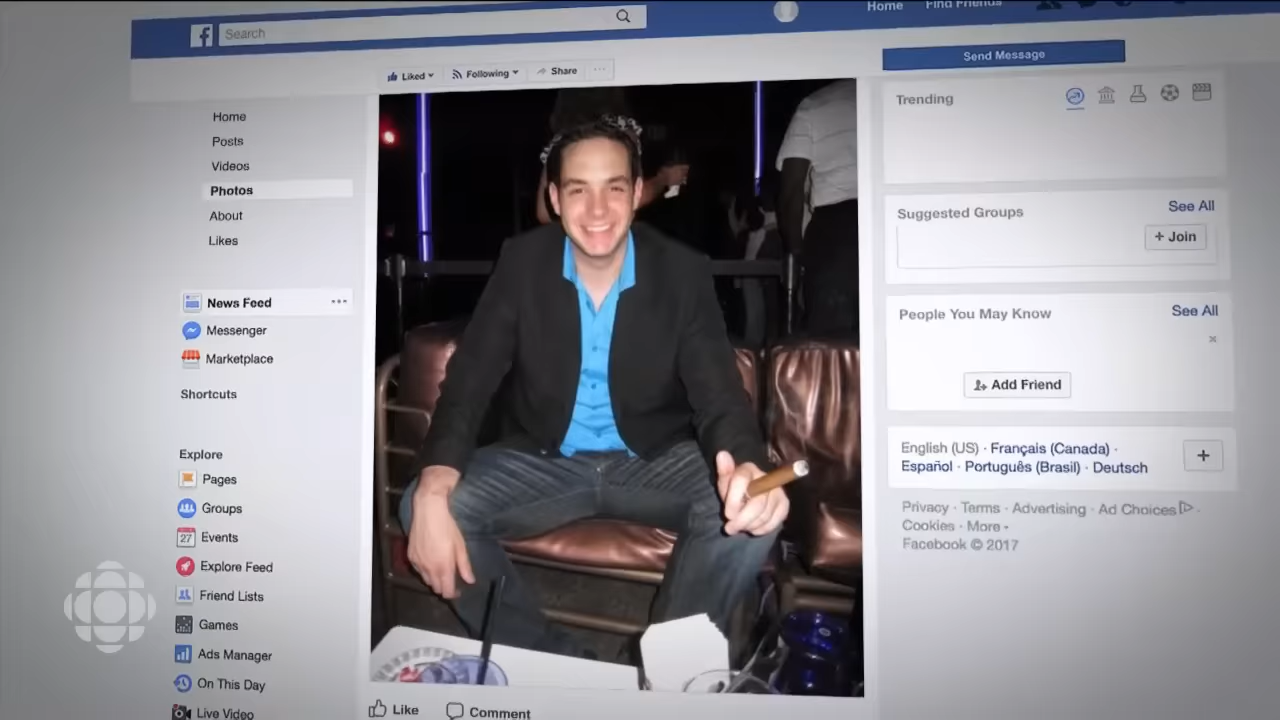 f
Search
Home
Find Friends
Liked
Following
Share
Send Message
Home
Posts
Videos
Photos
About
Likes
News Feed
Messenger
Marketplace
Shortcuts
Explore
Pages
Groups
27
Events
Explore Feed
Friend Lists
Games
Ads Manager
On This Day
Live Video
Like
Comment
Trending
Suggested Groups
See All
+ Join
People You May Know
See All
×
Add Friend
English (US) · Français (Canada) ·
Español · Português (Brasil) · Deutsch
+
Privacy · Terms · Advertising · Ad Choices
Cookies · More
Facebook © 2017